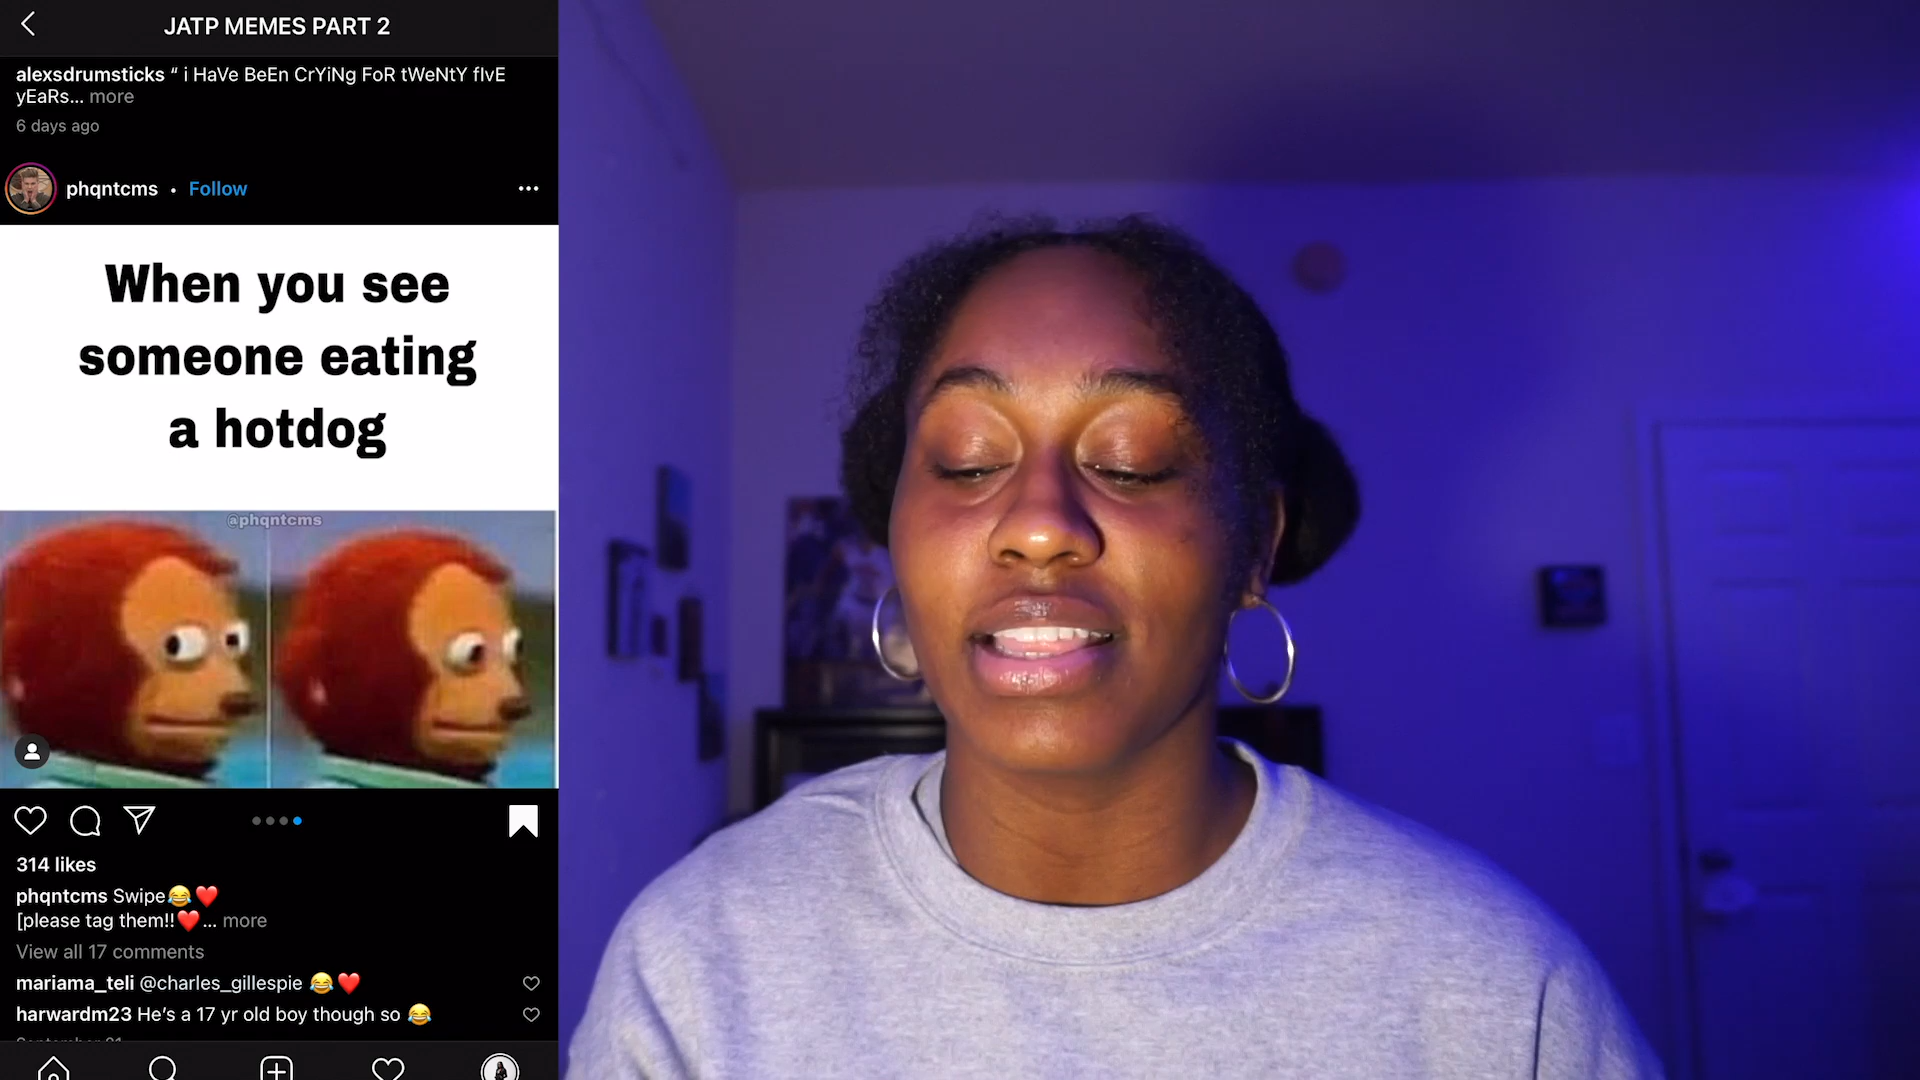 JATP MEMES PART 2
alexsdrumsticks “ i HaVe BeEn CrYiNg FoR tWeNtY fIvE
yEaRs... more
6 days ago
phqntcms • Follow
When you see
someone eating
a hotdog
@phqntcms
314 likes
phqntcms Swipe😂❤️
[please tag them!!❤️... more
View all 17 comments
mariama_teli @charles_gillespie 😂❤️
harwardm23 He's a 17 yr old boy though so 😂